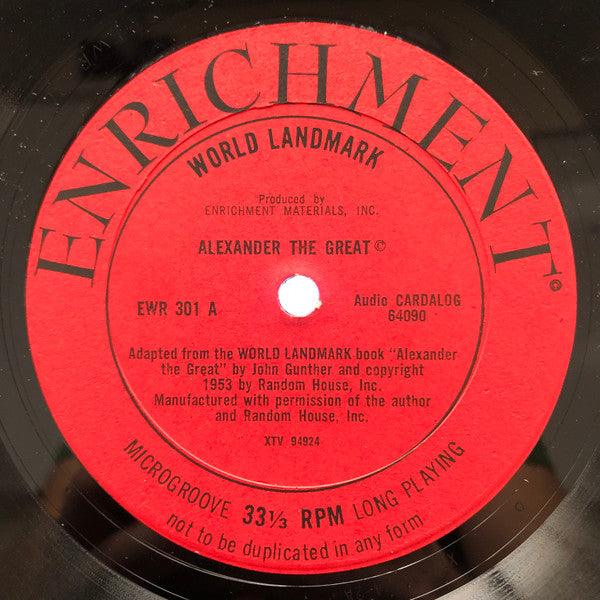 ENRICHMENT ©
WORLD LANDMARK
Produced by
ENRICHMENT MATERIALS, INC.
ALEXANDER THE GREAT ©
EWR 301 A
Audio CARDALOG
64090
Adapted from the WORLD LANDMARK book "Alexander
the Great" by John Gunther and copyright
1953 by Random House, Inc.
Manufactured with permission of the author
and Random House, Inc.
XTV 94924
MICROGROOVE 33⅓ RPM LONG PLAYING
not to be duplicated in any form